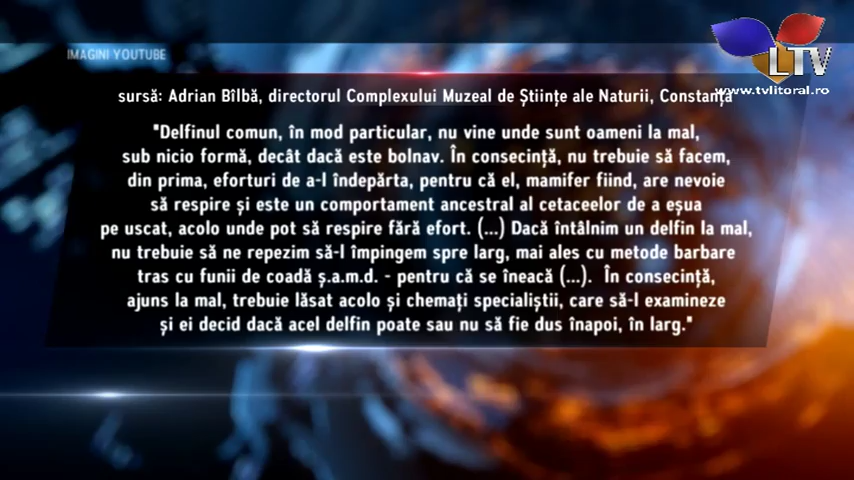 IMAGINI YOUTUBE
LTV
www.tvlitoral.ro
sursă: Adrian Bîlbă, directorul Complexului Muzeal de Științe ale Naturii, Constanța
"Delfinul comun, în mod particular, nu vine unde sunt oameni la mal,
sub nicio formă, decât dacă este bolnav. În consecință, nu trebuie să facem,
din prima, eforturi de a-l îndepărta, pentru că el, mamifer fiind, are nevoie
să respire și este un comportament ancestral al cetaceelor de a eșua
pe uscat, acolo unde pot să respire fără efort. (...) Dacă întâlnim un delfin la mal,
nu trebuie să ne repezim să-l împingem spre larg, mai ales cu metode barbare
tras cu funii de coadă ș.a.m.d. - pentru că se îneacă (...). În consecință,
ajuns la mal, trebuie lăsat acolo și chemați specialiștii, care să-l examineze
și ei decid dacă acel delfin poate sau nu să fie dus înapoi, în larg."